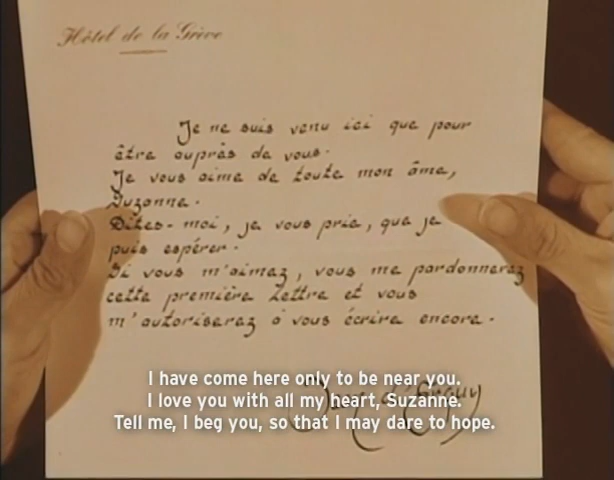 Hôtel de la Grève
Je ne suis venu ici que pour
être auprès de vous.
Je vous aime de toute mon âme,
Suzanne.
Dites-moi, je vous prie, que je
puis espérer.
Si vous m'aimez, vous me pardonnerez
cette première lettre et vous
m'autoriserez à vous écrire encore.
I have come here only to be near you.
I love you with all my heart, Suzanne.
Tell me, I beg you, so that I may dare to hope.